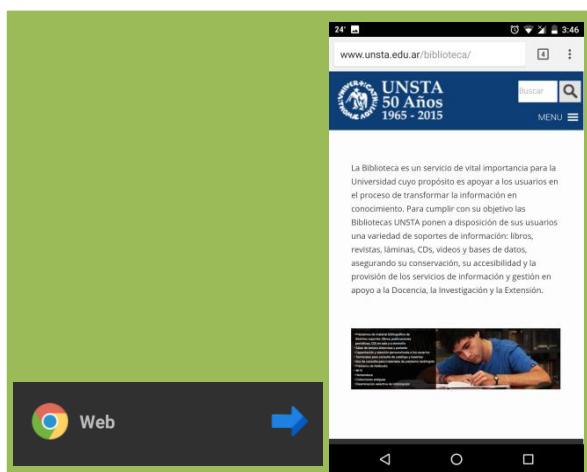 Web
24°
3:46
www.unsta.edu.ar/biblioteca/
4
UNSTA
50 Años
1965 - 2015
Buscar
MENU
La Biblioteca es un servicio de vital importancia para la
Universidad cuyo propósito es apoyar a los usuarios en
el proceso de transformar la información en
conocimiento. Para cumplir con su objetivo las
Bibliotecas UNSTA ponen a disposición de sus usuarios
una variedad de soportes de información: libros,
revistas, láminas, CDs, videos y bases de datos,
asegurando su conservación, su accesibilidad y la
provisión de los servicios de información y gestión en
apoyo a la Docencia, la Investigación y la Extensión.